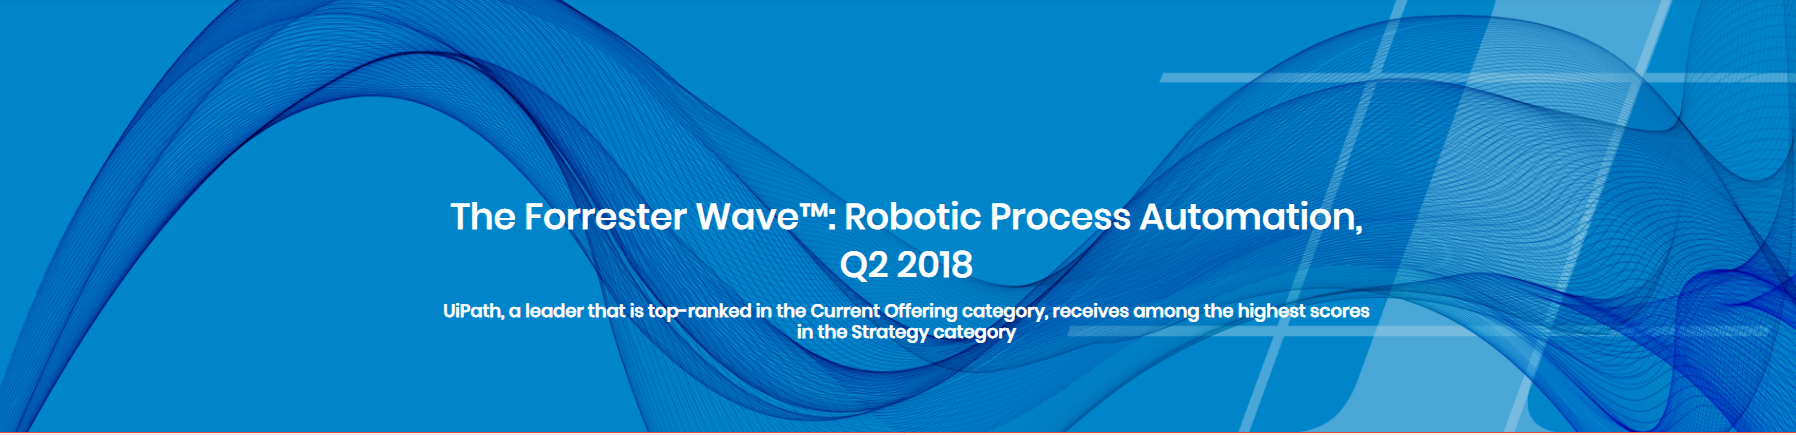 The Forrester Wave™: Robotic Process Automation,
Q2 2018
UiPath, a leader that is top-ranked in the Current Offering category, receives among the highest scores
in the Strategy category